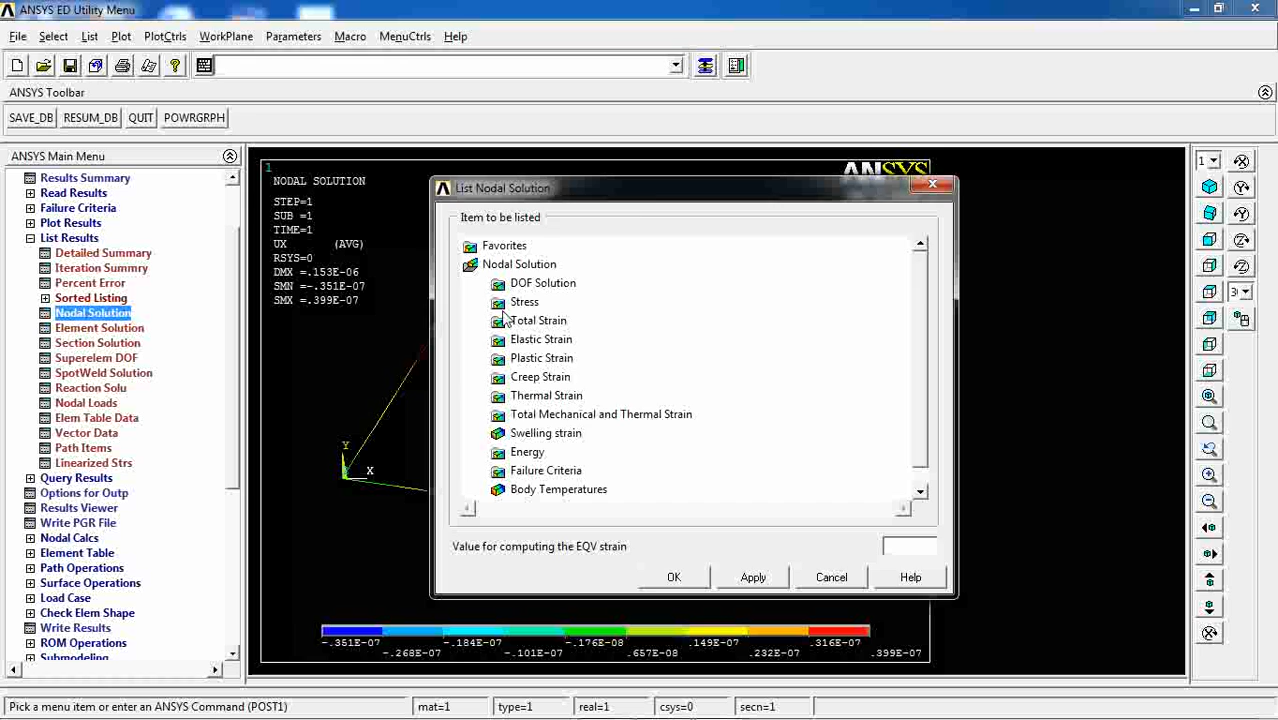 ANSYS ED Utility Menu
File Select List Plot PlotCtrls WorkPlane Parameters Macro MenuCtrls Help
ANSYS Toolbar
SAVE_DB RESUM_DB QUIT POWRGRPH
ANSYS Main Menu
Results Summary
Read Results
Failure Criteria
Plot Results
List Results
Detailed Summary
Iteration Summry
Percent Error
Sorted Listing
Nodal Solution
Element Solution
Section Solution
Superelem DOF
SpotWeld Solution
Reaction Solu
Nodal Loads
Elem Table Data
Vector Data
Path Items
Linearized Strs
Query Results
Options for Outp
Results Viewer
Write PGR File
Nodal Calcs
Element Table
Path Operations
Surface Operations
Load Case
Check Elem Shape
Write Results
ROM Operations
Submodeling
1
NODAL SOLUTION
STEP=1
SUB =1
TIME=1
UX (AVG)
RSYS=0
DMX =.153E-06
SMN =-.351E-07
SMX =.399E-07
ANSYS
Y
X
List Nodal Solution
Item to be listed
Favorites
Nodal Solution
DOF Solution
Stress
Total Strain
Elastic Strain
Plastic Strain
Creep Strain
Thermal Strain
Total Mechanical and Thermal Strain
Swelling strain
Energy
Failure Criteria
Body Temperatures
Value for computing the EQV strain
OK Apply Cancel Help
-.351E-07 -.184E-07 -.176E-08 .149E-07 .316E-07
-.268E-07 -.101E-07 .657E-08 .232E-07 .399E-07
1
Pick a menu item or enter an ANSYS Command (POST1) mat=1 type=1 real=1 csys=0 secn=1